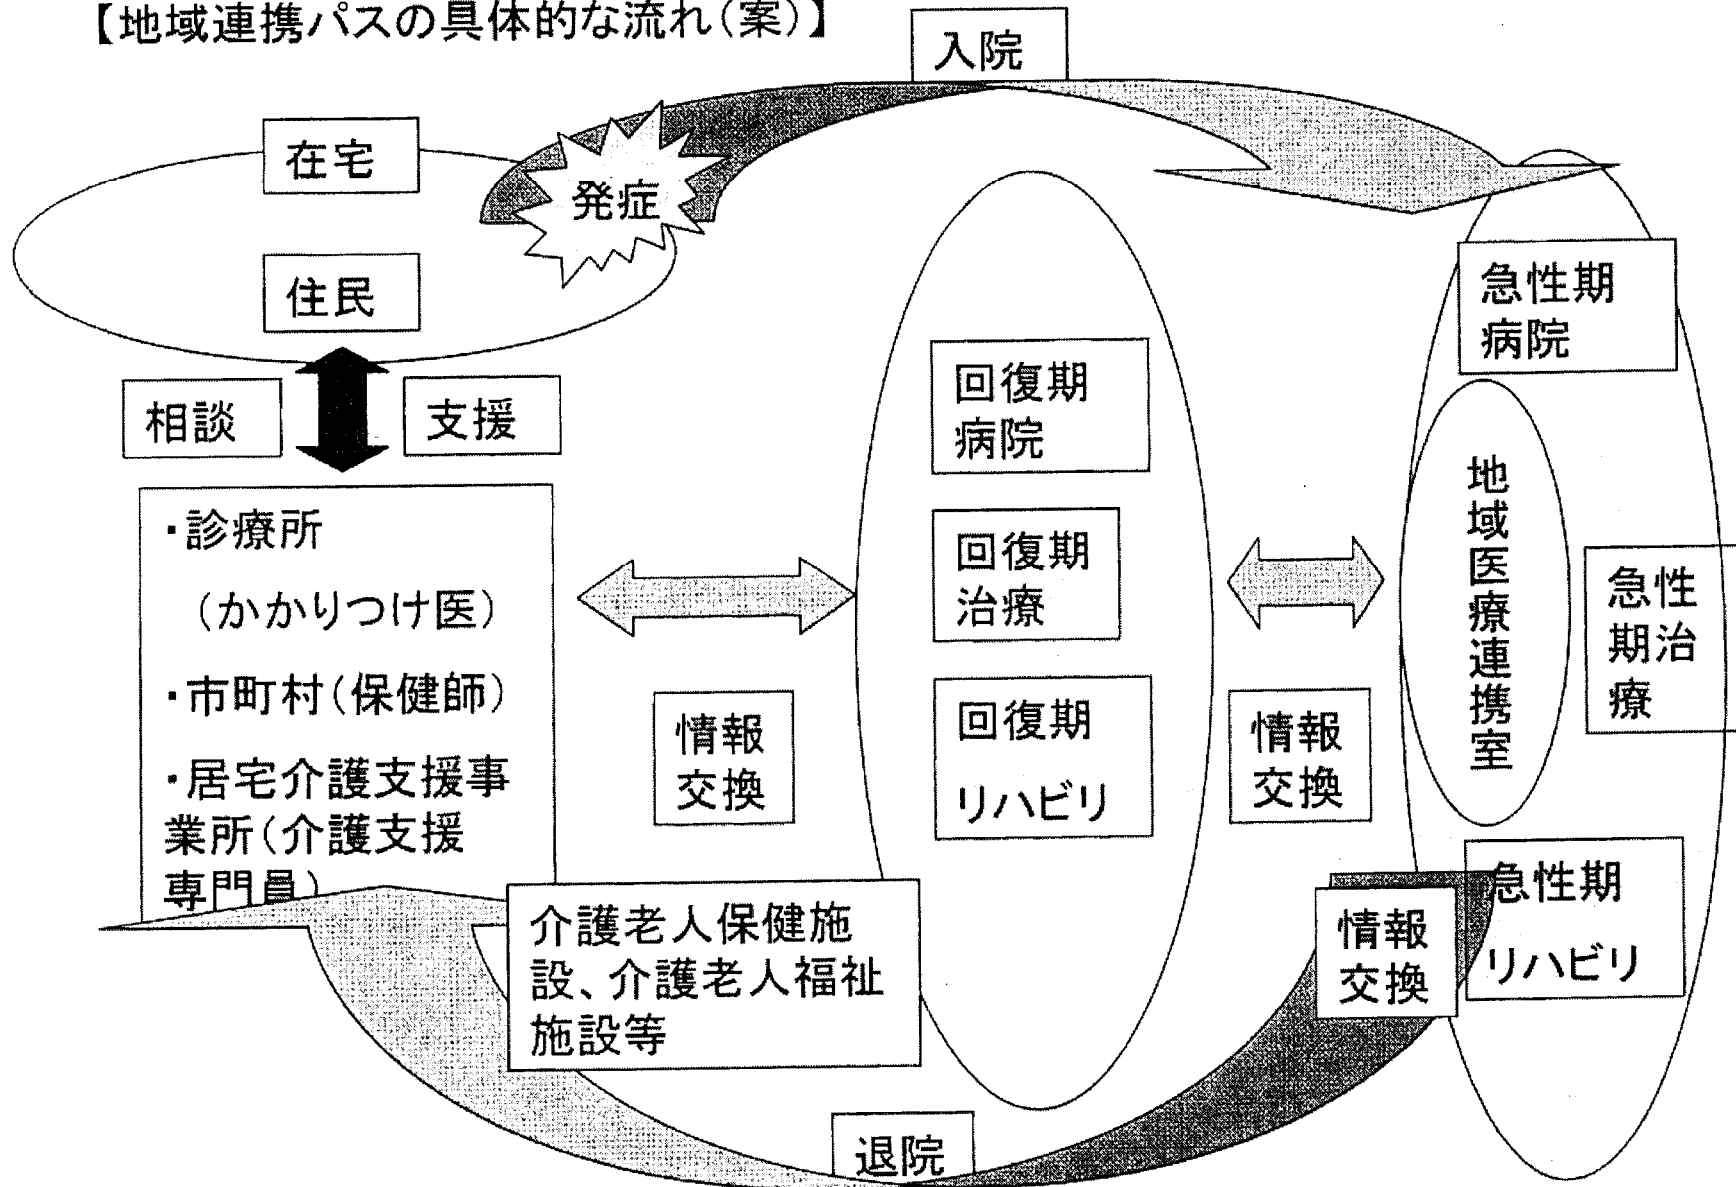 【地域連携パスの具体的な流れ(案)】
入院
在宅
発症
住民
相談
支援
・診療所
(かかりつけ医)
・市町村(保健師)
・居宅介護支援事
業所(介護支援
専門員)
情報
交換
介護老人保健施
設、介護老人福祉
施設等
回復期
病院
回復期
治療
回復期
リハビリ
情報
交換
急性期
病院
地域医療連携室
急性
期治
療
急性期
リハビリ
情報
交換
退院